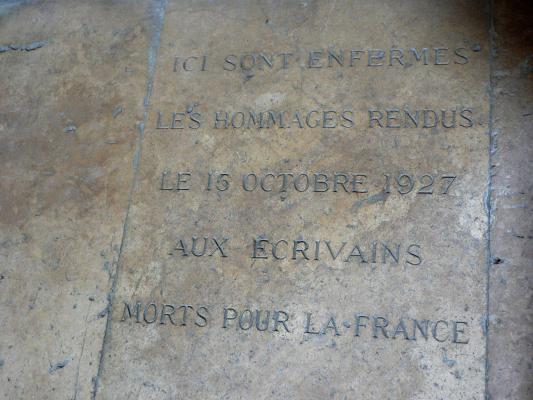 ICI SONT ENFERMES
LES HOMMAGES RENDUS
LE 15 OCTOBRE 1927
AUX ECRIVAINS
MORTS POUR LA FRANCE